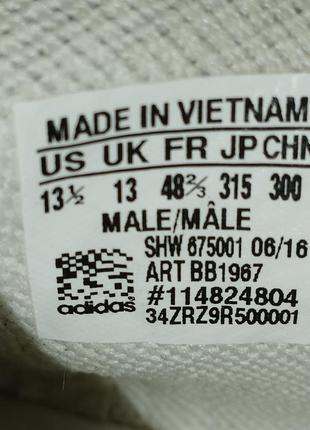 MADE IN VIETNAM
US UK FR JP CHN
13½ 13 48⅔ 315 300
MALE/MÂLE
SHW 675001 06/16
ART BB1967
#114824804
adidas
34ZRZ9R500001